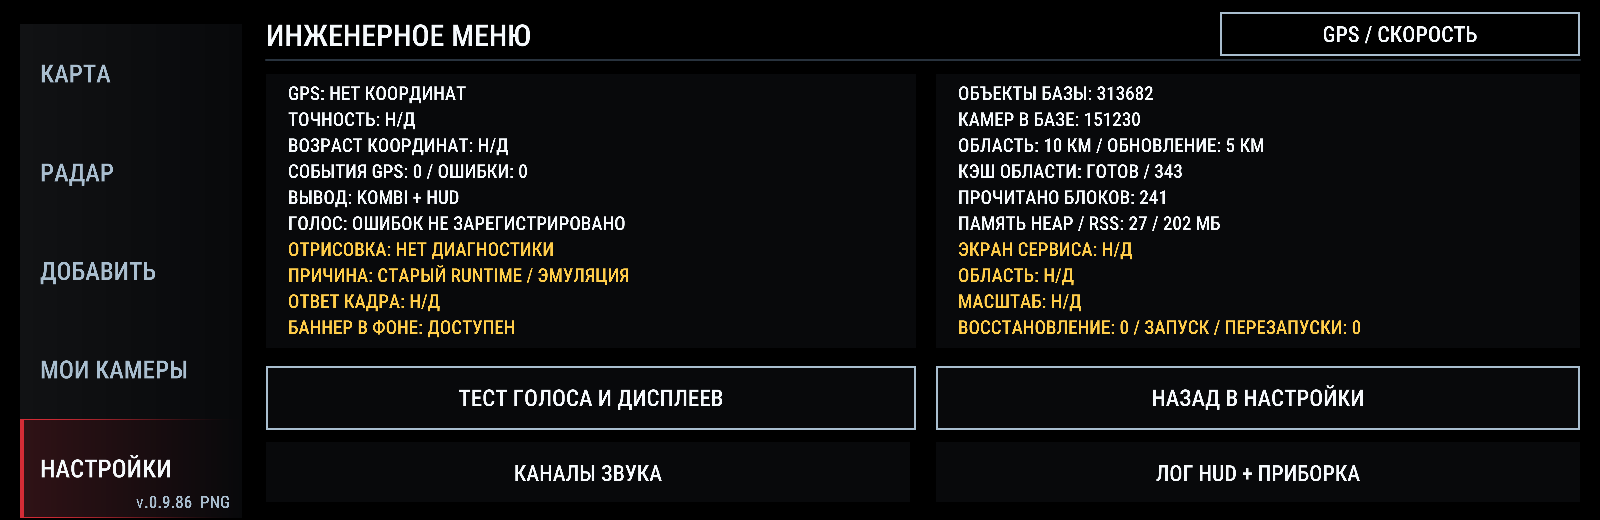 КАРТА
РАДАР
ДОБАВИТЬ
МОИ КАМЕРЫ
НАСТРОЙКИ
v.0.9.86 PNG
ИНЖЕНЕРНОЕ МЕНЮ
GPS / СКОРОСТЬ
GPS: НЕТ КООРДИНАТ
ТОЧНОСТЬ: Н/Д
ВОЗРАСТ КООРДИНАТ: Н/Д
СОБЫТИЯ GPS: 0 / ОШИБКИ: 0
ВЫВОД: KOMBI + HUD
ГОЛОС: ОШИБОК НЕ ЗАРЕГИСТРИРОВАНО
ОТРИСОВКА: НЕТ ДИАГНОСТИКИ
ПРИЧИНА: СТАРЫЙ RUNTIME / ЭМУЛЯЦИЯ
ОТВЕТ КАДРА: Н/Д
БАННЕР В ФОНЕ: ДОСТУПЕН
ОБЪЕКТЫ БАЗЫ: 313682
КАМЕР В БАЗЕ: 151230
ОБЛАСТЬ: 10 КМ / ОБНОВЛЕНИЕ: 5 КМ
КЭШ ОБЛАСТИ: ГОТОВ / 343
ПРОЧИТАНО БЛОКОВ: 241
ПАМЯТЬ HEAP / RSS: 27 / 202 МБ
ЭКРАН СЕРВИСА: Н/Д
ОБЛАСТЬ: Н/Д
МАСШТАБ: Н/Д
ВОССТАНОВЛЕНИЕ: 0 / ЗАПУСК / ПЕРЕЗАПУСКИ: 0
ТЕСТ ГОЛОСА И ДИСПЛЕЕВ
НАЗАД В НАСТРОЙКИ
КАНАЛЫ ЗВУКА
ЛОГ HUD + ПРИБОРКА